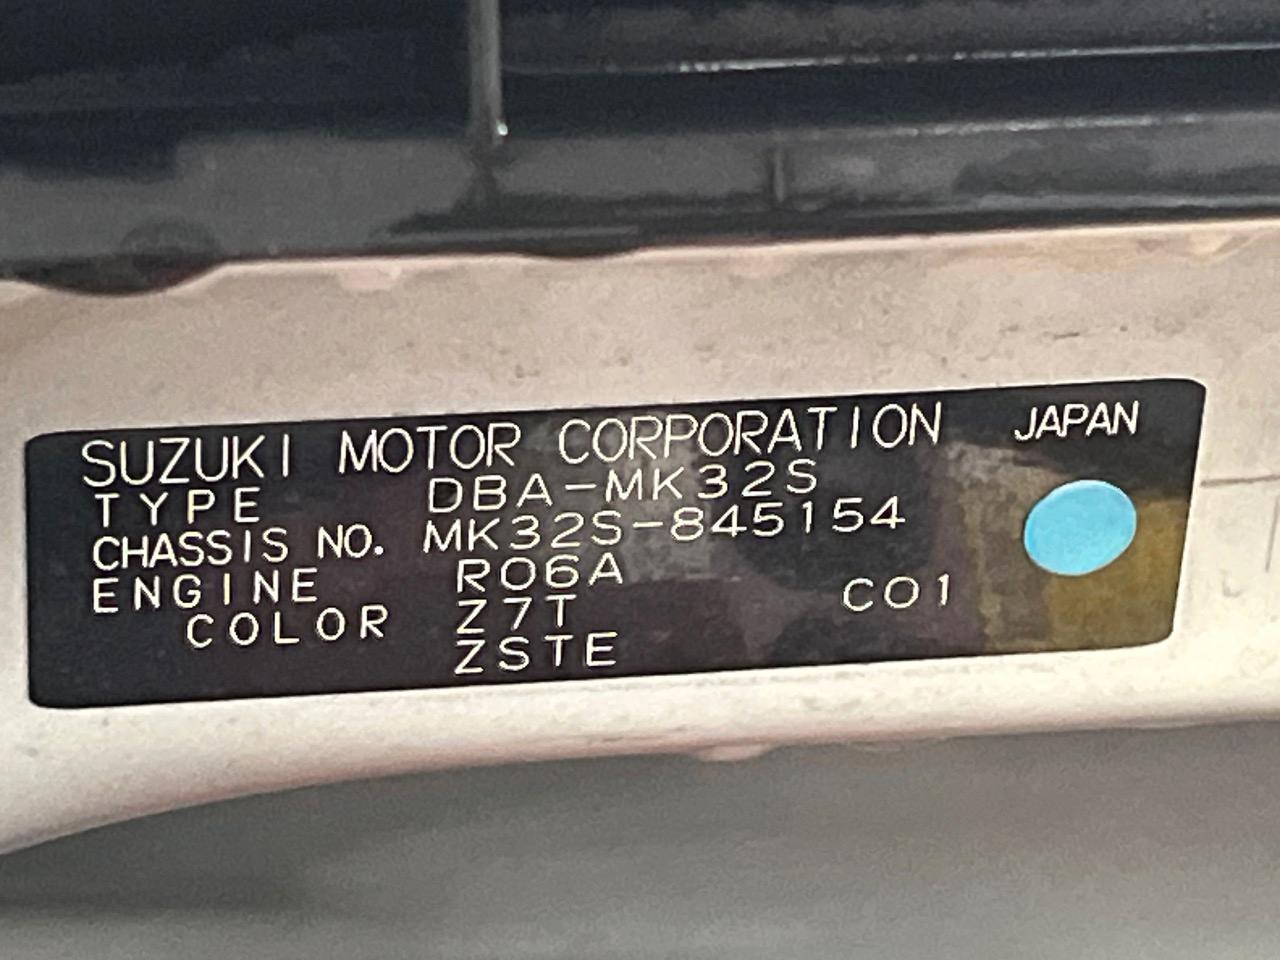 SUZUKI MOTOR CORPORATION JAPAN
TYPE DBA-MK32S
CHASSIS NO. MK32S-845154
ENGINE R06A
COLOR Z7T C01
ZSTE